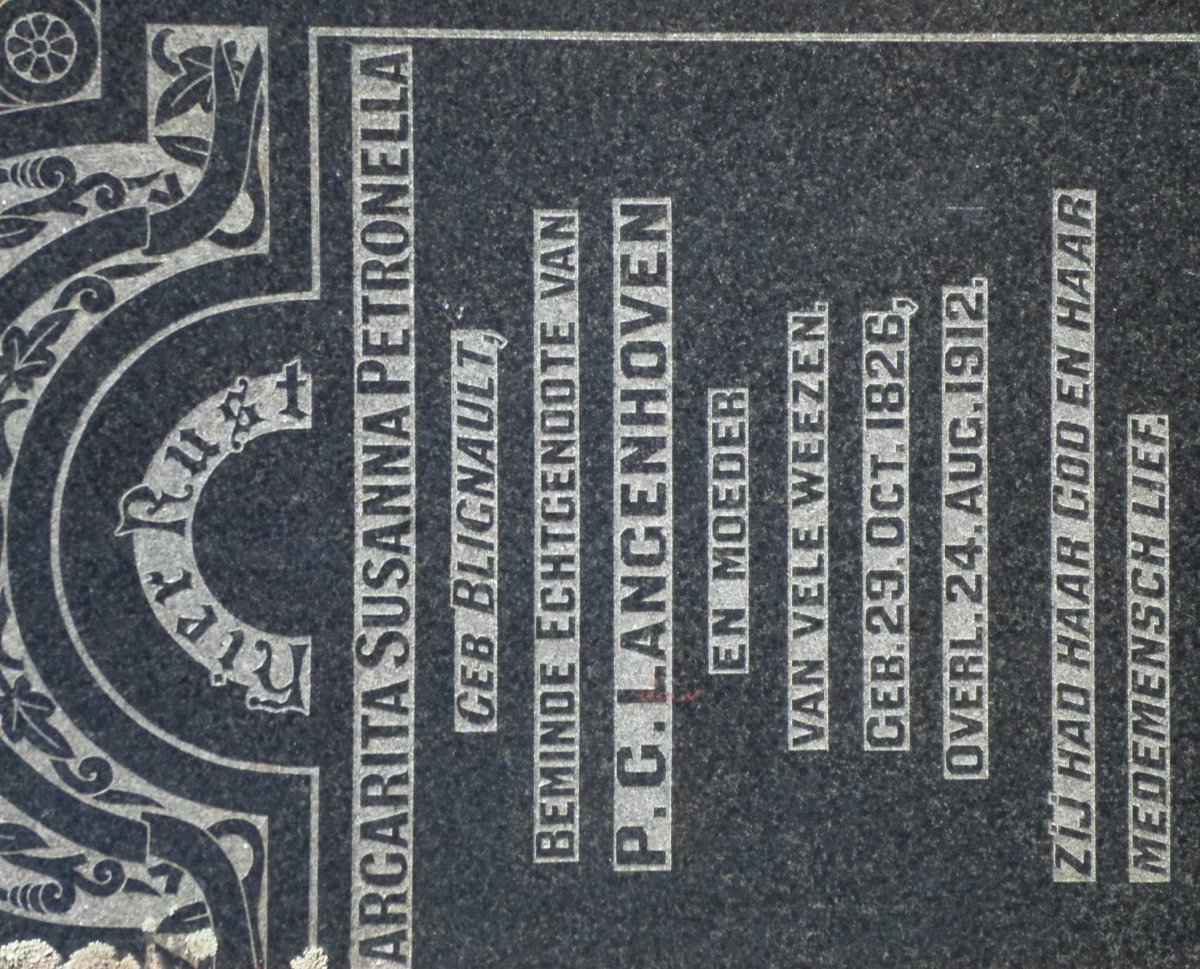 Hier Rust
ARGARITA SUSANNA PETRONELLA
GEB BLIGNAULT,
BEMINDE ECHTGENOOTE VAN
P. G. LANGENHOVEN
EN MOEDER
VAN VELE WEEZEN.
GEB. 29. OCT. 1826,
OVERL. 24. AUG. 1912.
ZIJ HAD HAAR GOD EN HAAR
MEDEMENSCH LIEF.